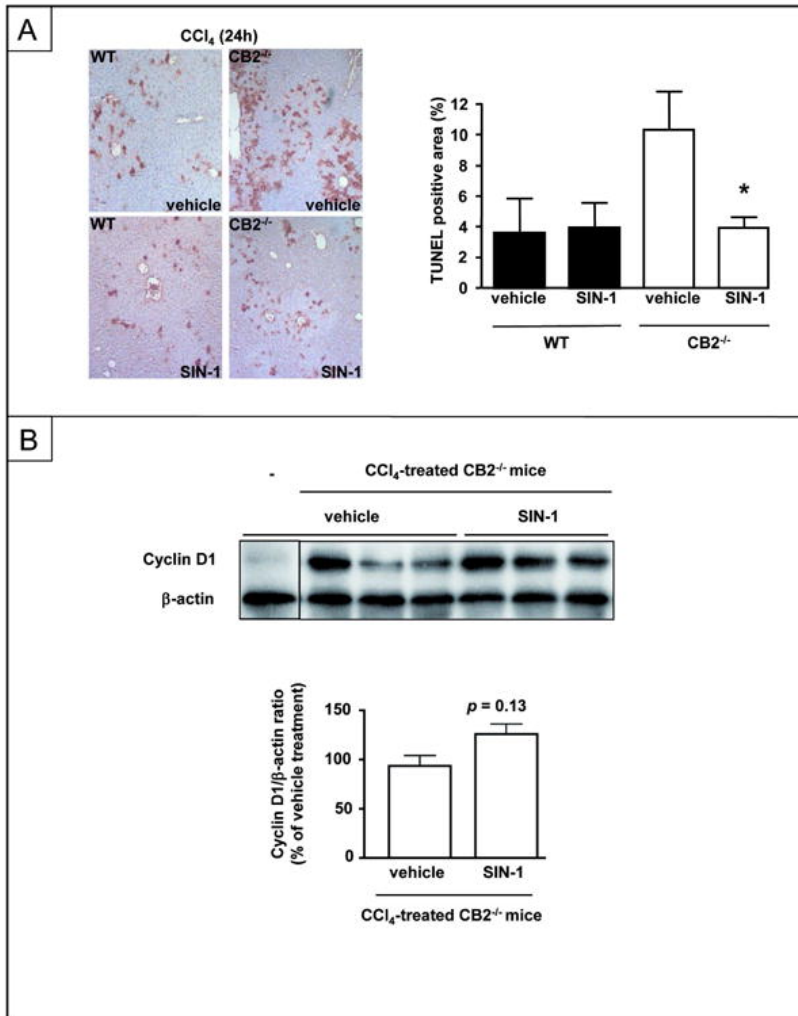 A
CCl₄ (24h)
WT
CB2⁻/⁻
vehicle
vehicle
WT
CB2⁻/⁻
SIN-1
SIN-1
TUNEL positive area (%)
12
10
8
6
4
2
0
*
vehicle
SIN-1
vehicle
SIN-1
WT
CB2⁻/⁻
B
-
CCl₄-treated CB2⁻/⁻ mice
vehicle
SIN-1
Cyclin D1
β-actin
Cyclin D1/β-actin ratio
(% of vehicle treatment)
150
100
50
0
p = 0.13
vehicle
SIN-1
CCl₄-treated CB2⁻/⁻ mice